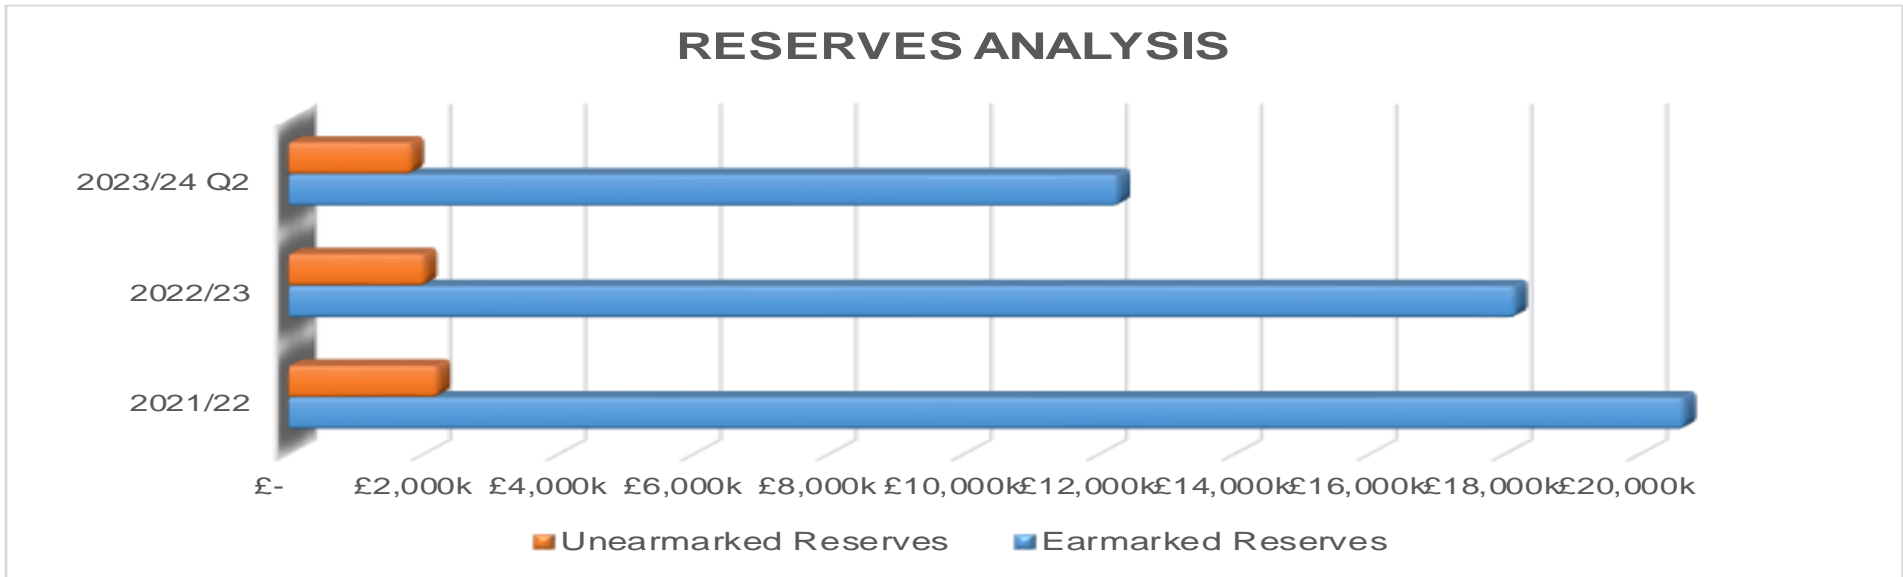 RESERVES ANALYSIS
2023/24 Q2
2022/23
2021/22
£- £2,000k £4,000k £6,000k £8,000k £10,000k £12,000k £14,000k £16,000k £18,000k £20,000k
Unearmarked Reserves Earmarked Reserves